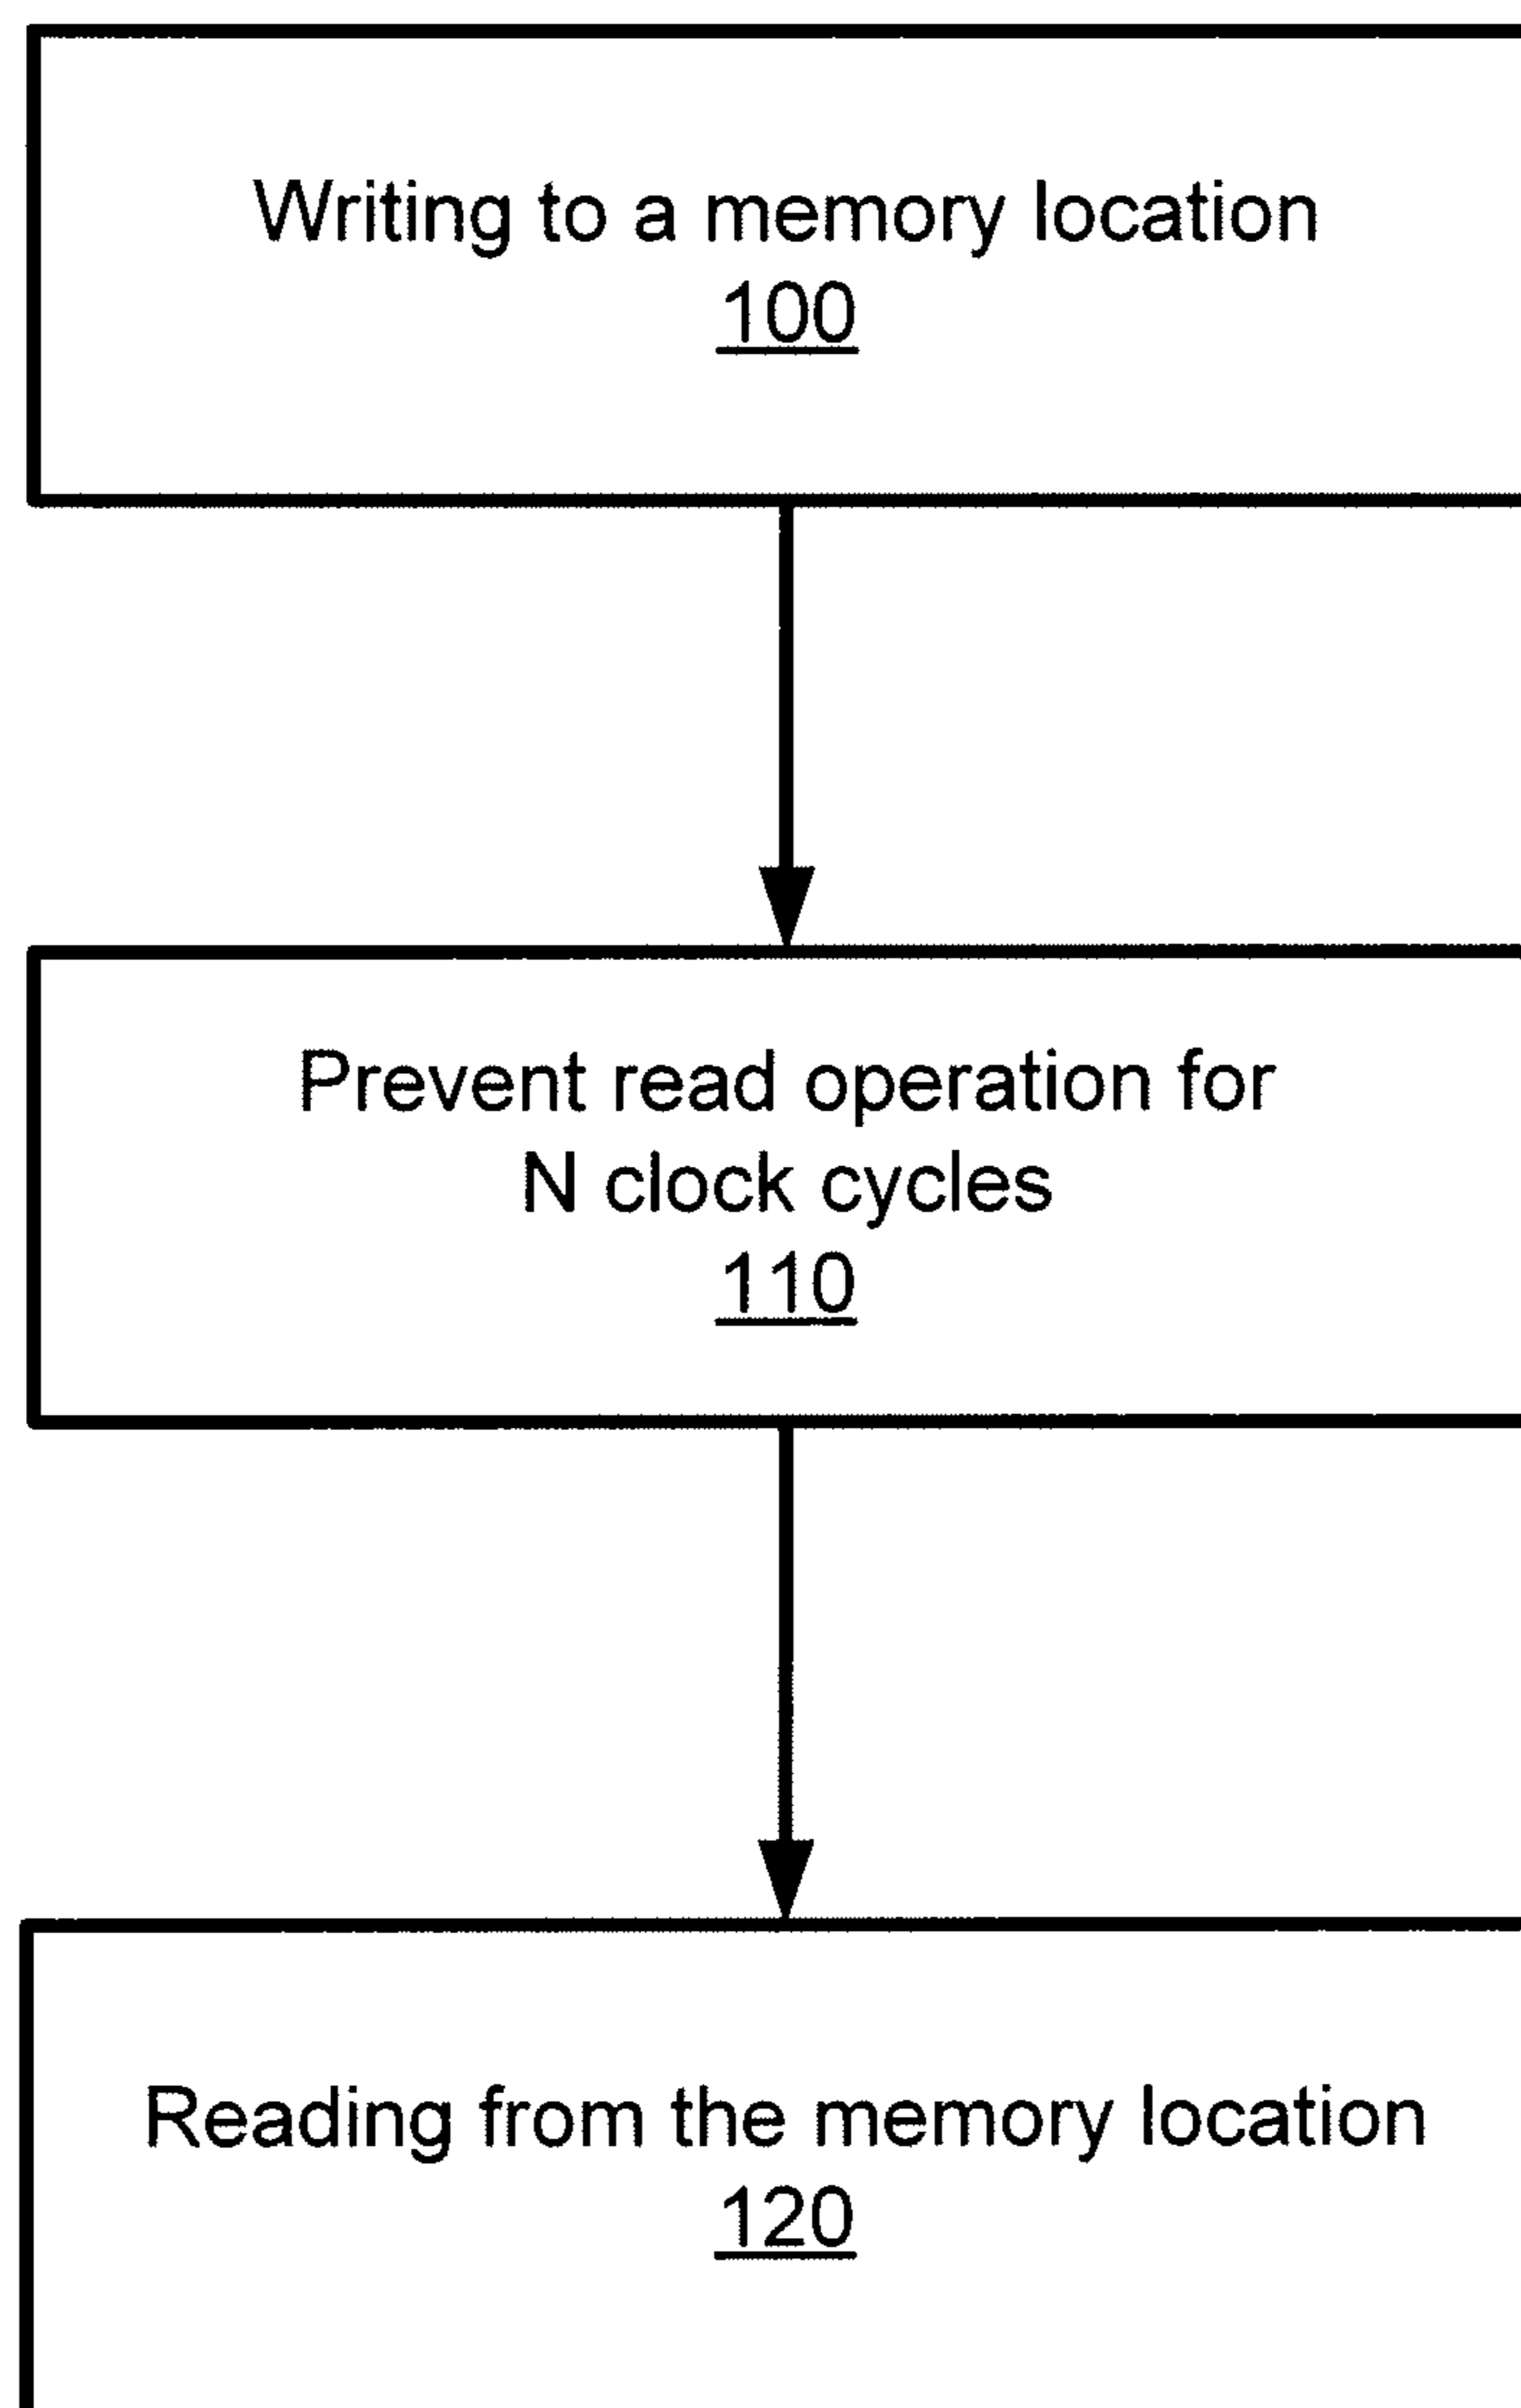 Writing to a memory location
100
Prevent read operation for
N clock cycles
110
Reading from the memory location
120